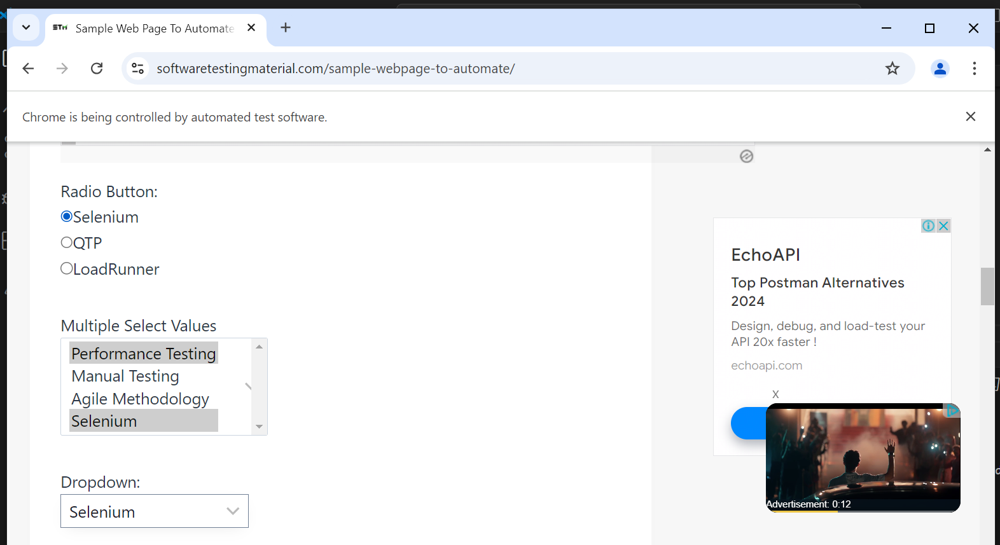 STM Sample Web Page To Automate
softwaretestingmaterial.com/sample-webpage-to-automate/
Chrome is being controlled by automated test software.
Radio Button:
Selenium
QTP
LoadRunner
Multiple Select Values
Performance Testing
Manual Testing
Agile Methodology
Selenium
Dropdown:
Selenium
EchoAPI
Top Postman Alternatives
2024
Design, debug, and load-test your
API 20x faster !
echoapi.com
X
Advertisement: 0:12